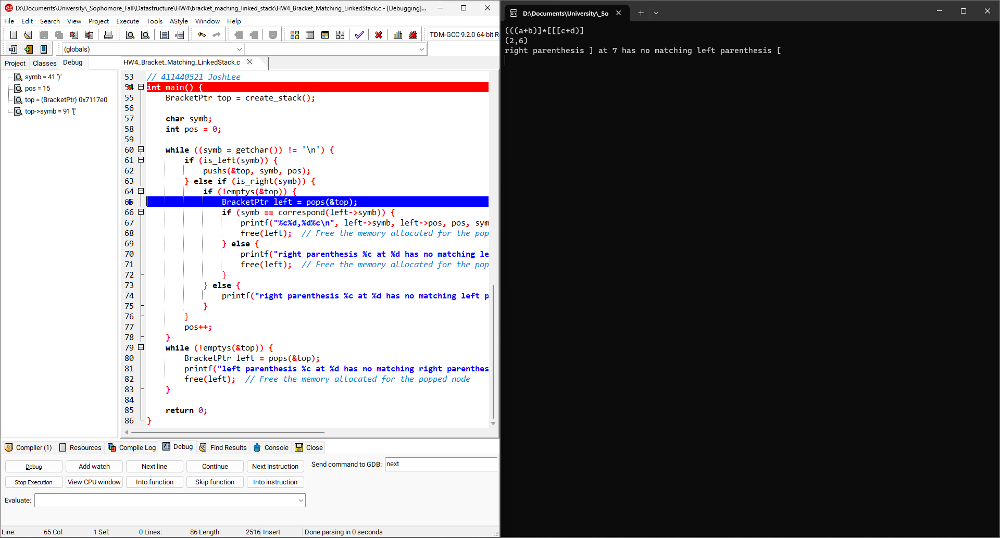 D:\Documents\University\_Sophomore_Fall\Datastructure\HW4\bracket_maching_linked_stack\HW4_Bracket_Matching_LinkedStack.c - [Debugging]...
File Edit Search View Project Execute Tools AStyle Window Help
TDM-GCC 9.2.0 64-bit R
(globals)
Project Classes Debug
symb = 41 ')'
pos = 15
top = (BracketPtr) 0x7117e0
top->symb = 91 '['
HW4_Bracket_Matching_LinkedStack.c
53 // 411440521 JoshLee
54 int main() {
55 BracketPtr top = create_stack();
56
57 char symb;
58 int pos = 0;
59
60 while ((symb = getchar()) != '\n') {
61 if (is_left(symb)) {
62 pushs(&top, symb, pos);
63 } else if (is_right(symb)) {
64 if (!emptys(&top)) {
65 BracketPtr left = pops(&top);
66 if (symb == correspond(left->symb)) {
67 printf("%c%d,%d%c\n", left->symb, left->pos, pos, sym
68 free(left); // Free the memory allocated for the pop
69 } else {
70 printf("right parenthesis %c at %d has no matching le
71 free(left); // Free the memory allocated for the pop
72 }
73 } else {
74 printf("right parenthesis %c at %d has no matching left p
75 }
76 }
77 pos++;
78 }
79 while (!emptys(&top)) {
80 BracketPtr left = pops(&top);
81 printf("left parenthesis %c at %d has no matching right parenthes
82 free(left); // Free the memory allocated for the popped node
83 }
84
85 return 0;
86 }
Compiler (1) Resources Compile Log Debug Find Results Console Close
Debug Add watch Next line Continue Next instruction
Send command to GDB: next
Stop Execution View CPU window Into function Skip function Into instruction
Evaluate:
Line: 65 Col: 1 Sel: 0 Lines: 86 Length: 2516 Insert Done parsing in 0 seconds
D:\Documents\University\_So
(((a+b)]*[[[c+d)]
(2,6)
right parenthesis ] at 7 has no matching left parenthesis [